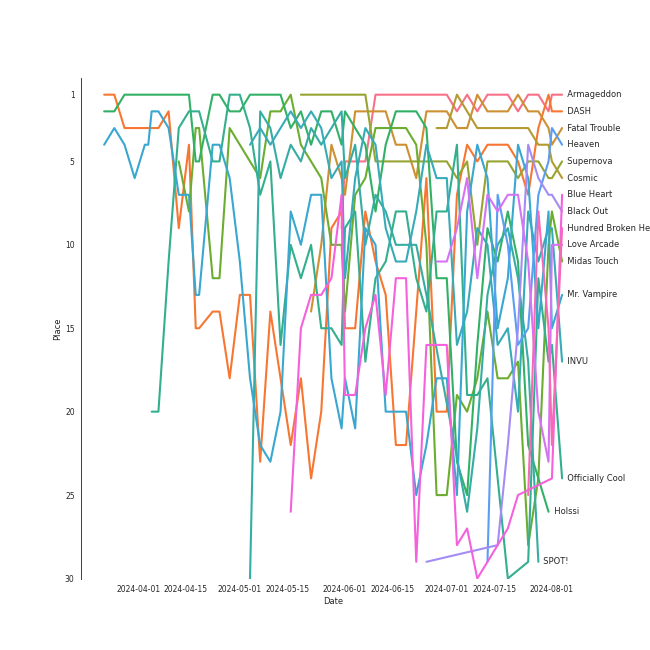 1
5
10
15
20
25
30
Place
2024-04-01
2024-04-15
2024-05-01
2024-05-15
2024-06-01
2024-06-15
2024-07-01
2024-07-15
2024-08-01
Date
Armageddon
DASH
Fatal Trouble
Heaven
Supernova
Cosmic
Blue Heart
Black Out
Hundred Broken He
Love Arcade
Midas Touch
Mr. Vampire
INVU
Officially Cool
Holssi
SPOT!